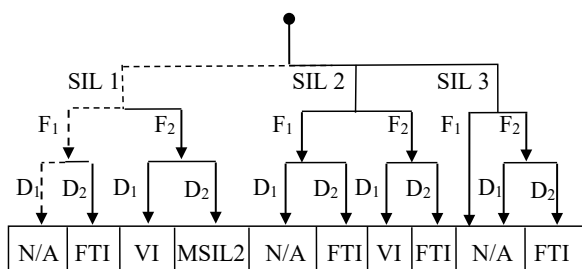 SIL 1 SIL 2 SIL 3
F₁ F₂ F₁ F₂ F₁ F₂
D₁ D₂ D₁ D₂ D₁ D₂ D₁ D₂ D₁ D₂
N/A FTI VI MSIL2 N/A FTI VI FTI N/A FTI